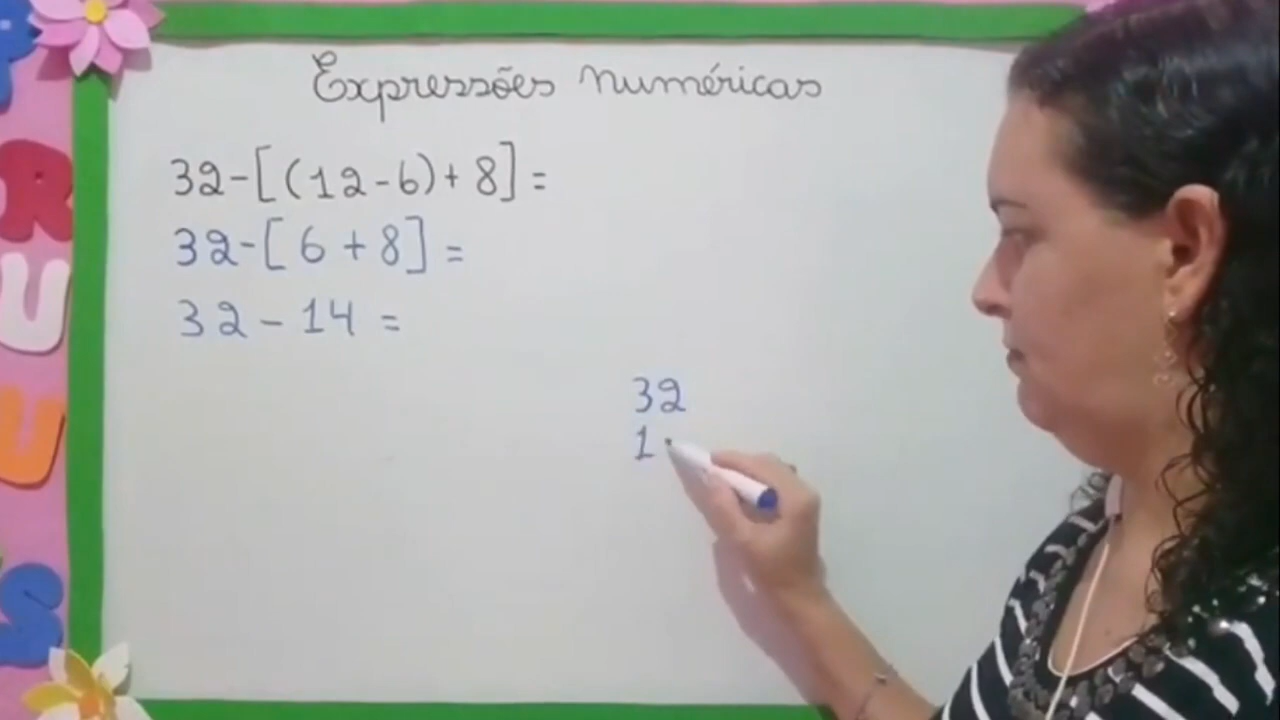 Expressões numéricas
32-[(12-6)+8]=
32-[6+8]=
32-14=
32
1
R
U
U
S